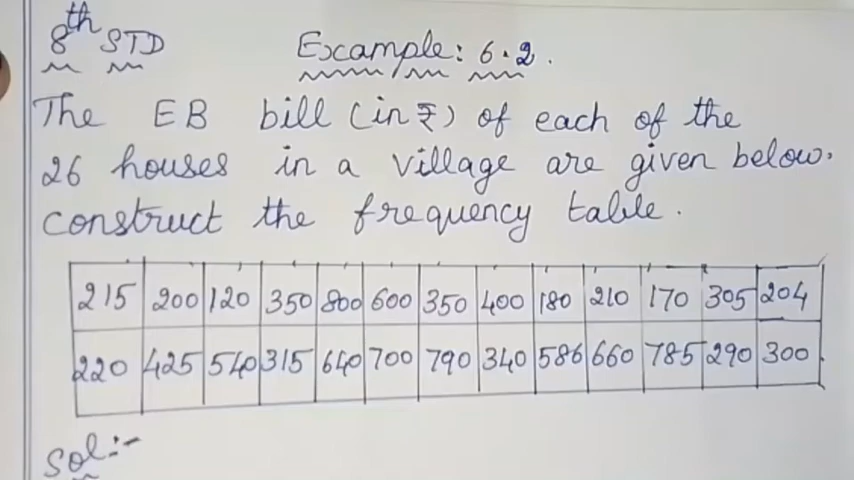 8th STD Example: 6.2.
The EB bill (in ₹) of each of the
26 houses in a village are given below.
construct the frequency table.
215 200 120 350 800 600 350 400 180 210 170 305 204
220 425 540 315 640 700 790 340 586 660 785 290 300
Sol:-